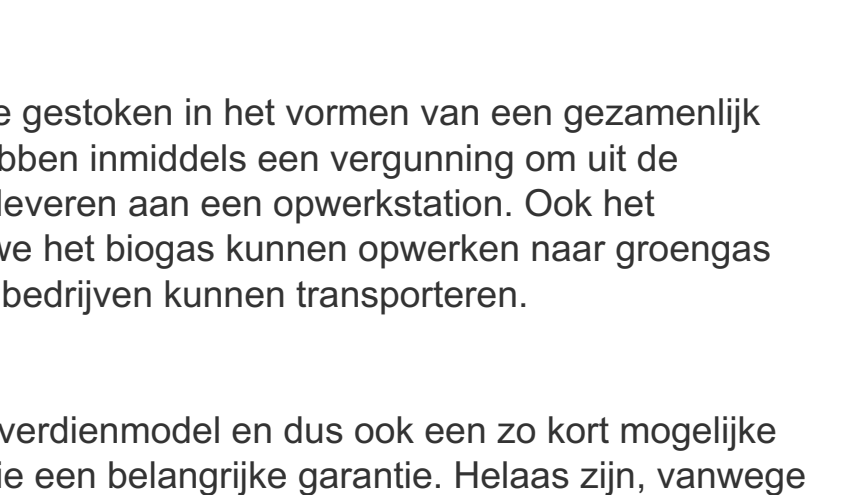 e gestoken in het vormen van een gezamenlijk
bben inmiddels een vergunning om uit de
leveren aan een opwerkstation. Ook het
we het biogas kunnen opwerken naar groengas
bedrijven kunnen transporteren.
verdienmodel en dus ook een zo kort mogelijke
ie een belangrijke garantie. Helaas zijn, vanwege